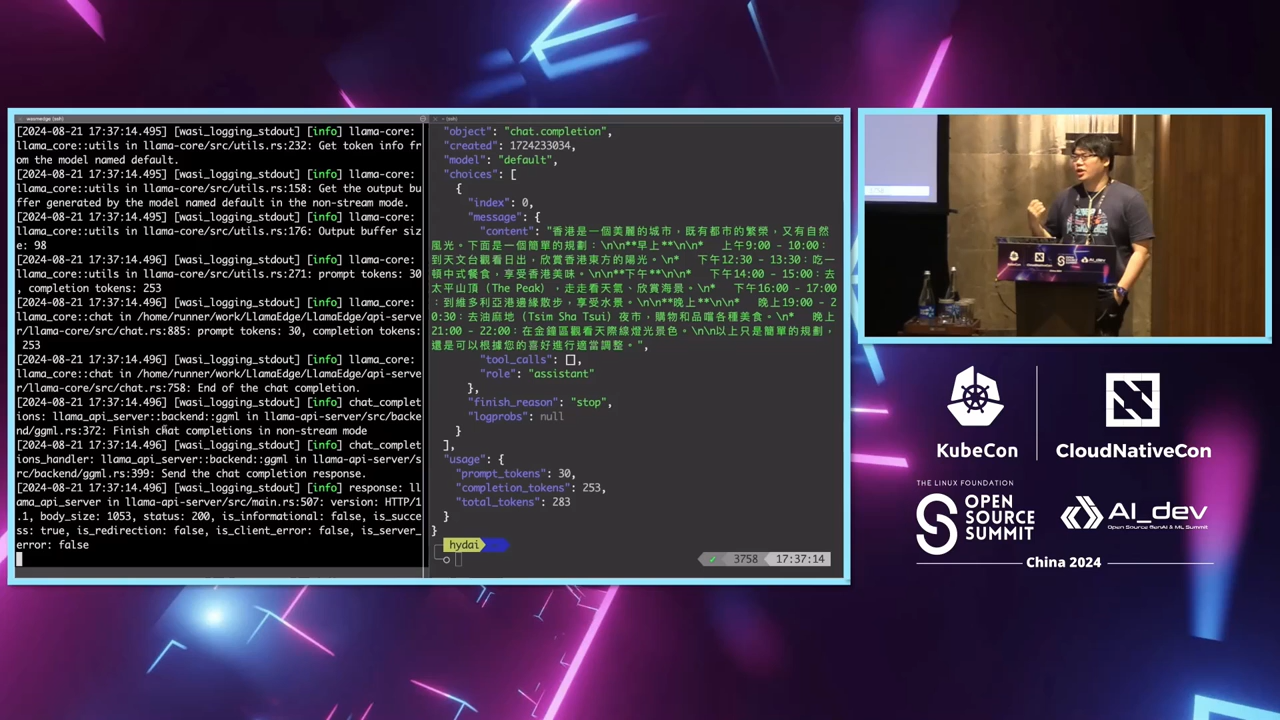 wasmedge (ssh)
[2024-08-21 17:37:14.495] [wasi_logging_stdout] [info] llama-core:
llama_core::utils in llama-core/src/utils.rs:232: Get token info fr
om the model named default.
[2024-08-21 17:37:14.495] [wasi_logging_stdout] [info] llama-core:
llama_core::utils in llama-core/src/utils.rs:158: Get the output bu
ffer generated by the model named default in the non-stream mode.
[2024-08-21 17:37:14.495] [wasi_logging_stdout] [info] llama-core:
llama_core::utils in llama-core/src/utils.rs:176: Output buffer siz
e: 98
[2024-08-21 17:37:14.496] [wasi_logging_stdout] [info] llama-core:
llama_core::utils in llama-core/src/utils.rs:271: prompt tokens: 30
, completion tokens: 253
[2024-08-21 17:37:14.496] [wasi_logging_stdout] [info] llama_core:
llama_core::chat in /home/runner/work/LlamaEdge/LlamaEdge/api-serve
r/llama-core/src/chat.rs:885: prompt tokens: 30, completion tokens:
253
[2024-08-21 17:37:14.496] [wasi_logging_stdout] [info] llama_core:
llama_core::chat in /home/runner/work/LlamaEdge/LlamaEdge/api-serve
r/llama-core/src/chat.rs:758: End of the chat completion.
[2024-08-21 17:37:14.496] [wasi_logging_stdout] [info] chat_complet
ions: llama_api_server::backend::ggml in llama-api-server/src/backe
nd/ggml.rs:372: Finish chat completions in non-stream mode
[2024-08-21 17:37:14.496] [wasi_logging_stdout] [info] chat_complet
ions_handler: llama_api_server::backend::ggml in llama-api-server/s
rc/backend/ggml.rs:399: Send the chat completion response.
[2024-08-21 17:37:14.496] [wasi_logging_stdout] [info] response: ll
ama_api_server in llama-api-server/src/main.rs:507: version: HTTP/1
.1, body_size: 1053, status: 200, is_informational: false, is_succe
ss: true, is_redirection: false, is_client_error: false, is_server_
error: false
~ (ssh)
"object": "chat.completion",
"created": 1724233034,
"model": "default",
"choices": [
{
"index": 0,
"message": {
"content": "香港是一個美麗的城市，既有都市的繁榮，又有自然
風光。下面是一個簡單的規劃：\n\n**早上**\n\n*   上午9:00 - 10:00：
到天文台觀看日出，欣賞香港東方的陽光。\n*   下午12:30 - 13:30：吃一
頓中式餐食，享受香港美味。\n\n**下午**\n\n*   下午14:00 - 15:00：去
太平山頂（The Peak），走走看天氣、欣賞海景。\n*   下午16:00 - 17:00
：到維多利亞港邊緣散步，享受水景。\n\n**晚上**\n\n*   晚上19:00 - 2
0:30：去油麻地（Tsim Sha Tsui）夜市，購物和品嚐各種美食。\n*   晚上
21:00 - 22:00：在金鐘區觀看天際線燈光景色。\n\n以上只是簡單的規劃，
還是可以根據您的喜好進行適當調整。",
"tool_calls": [],
"role": "assistant"
},
"finish_reason": "stop",
"logprobs": null
}
],
"usage": {
"prompt_tokens": 30,
"completion_tokens": 253,
"total_tokens": 283
}
}
hydai ~
✓ 3758 17:37:14
KubeCon
CloudNativeCon
THE LINUX FOUNDATION
OPEN
SOURCE
SUMMIT
AI_dev
Open Source GenAI & ML Summit
China 2024